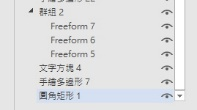 群組 2
Freeform 7
Freeform 6
Freeform 5
文字方塊 4
手繪多邊形 7
圓角矩形 1